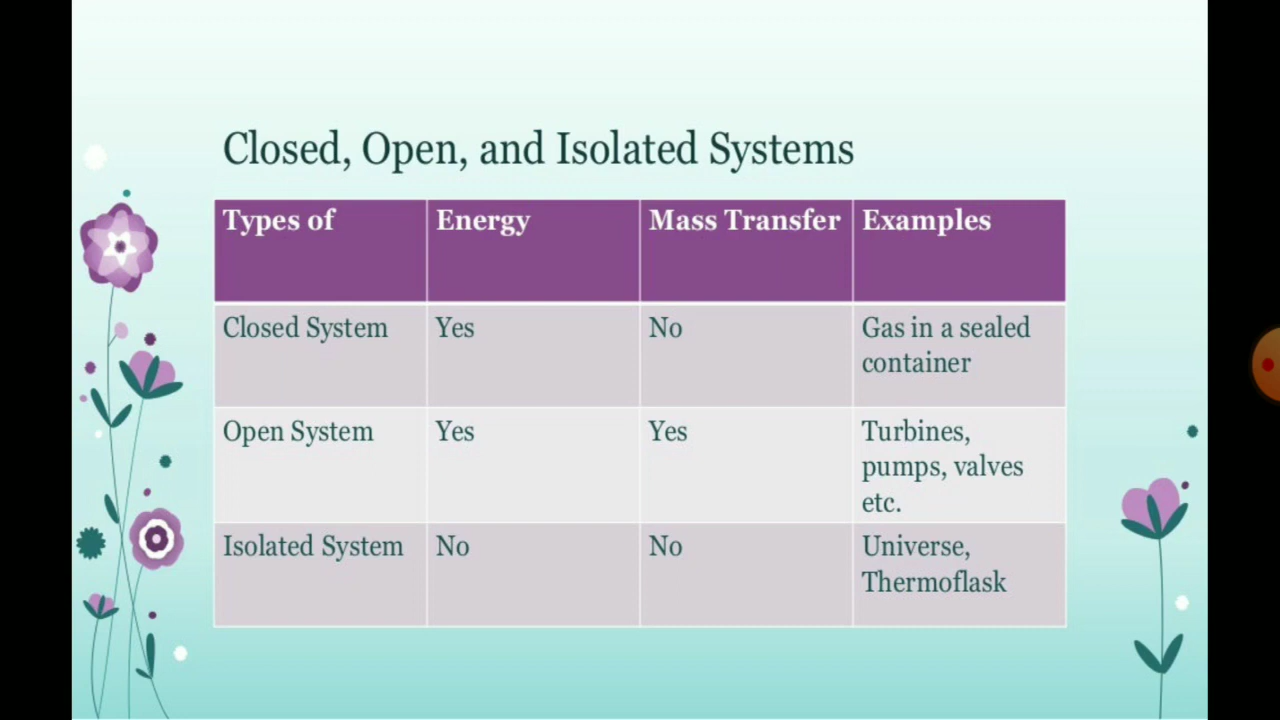 Closed, Open, and Isolated Systems
Types of
Energy
Mass Transfer
Examples
Closed System
Yes
No
Gas in a sealed
container
Open System
Yes
Yes
Turbines,
pumps, valves
etc.
Isolated System
No
No
Universe,
Thermoflask